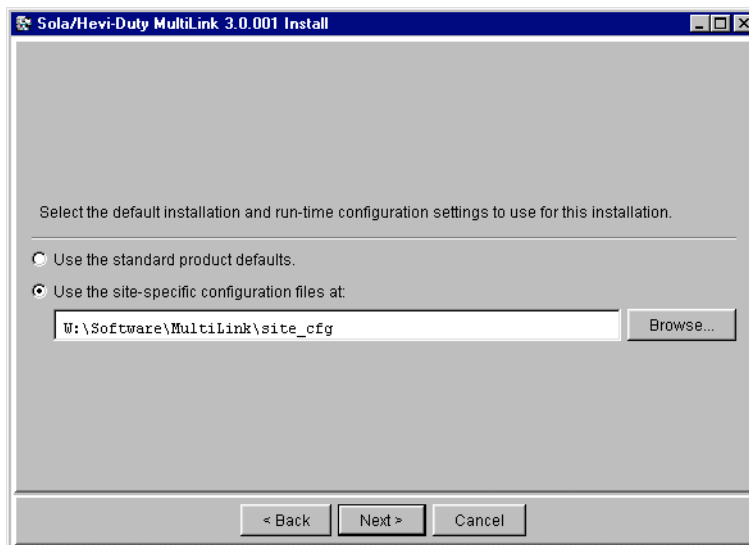 Sola/Hevi-Duty MultiLink 3.0.001 Install
Select the default installation and run-time configuration settings to use for this installation.
Use the standard product defaults.
Use the site-specific configuration files at:
W:\Software\MultiLink\site_cfg
Browse...
< Back
Next >
Cancel